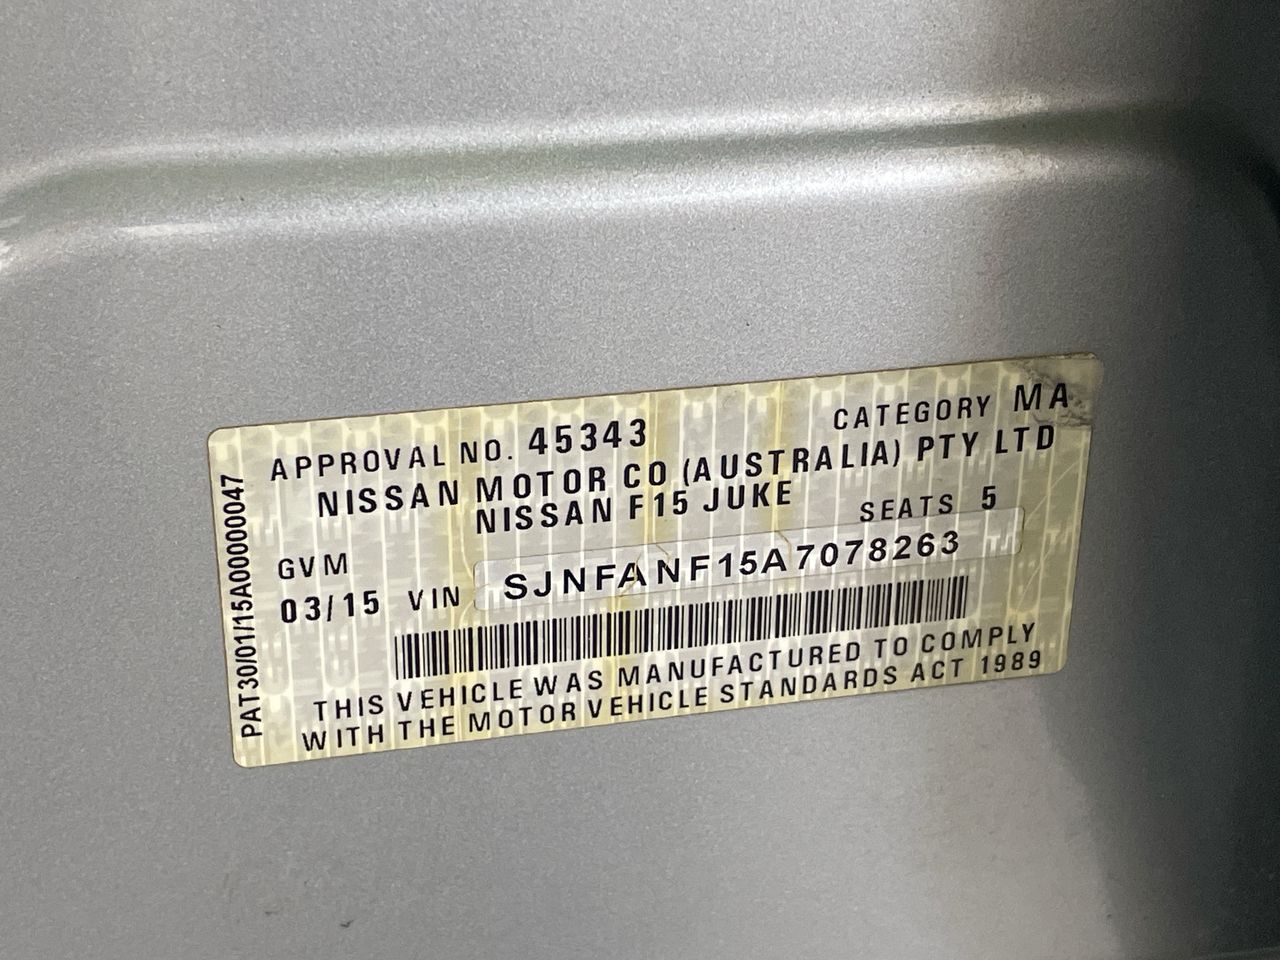 APPROVAL NO. 45343 CATEGORY MA
NISSAN MOTOR CO (AUSTRALIA) PTY LTD
NISSAN F15 JUKE
SEATS 5
GVM
03/15 VIN SJNFANF15A7078263
THIS VEHICLE WAS MANUFACTURED TO COMPLY
WITH THE MOTOR VEHICLE STANDARDS ACT 1989
PAT30/01/15A00000047